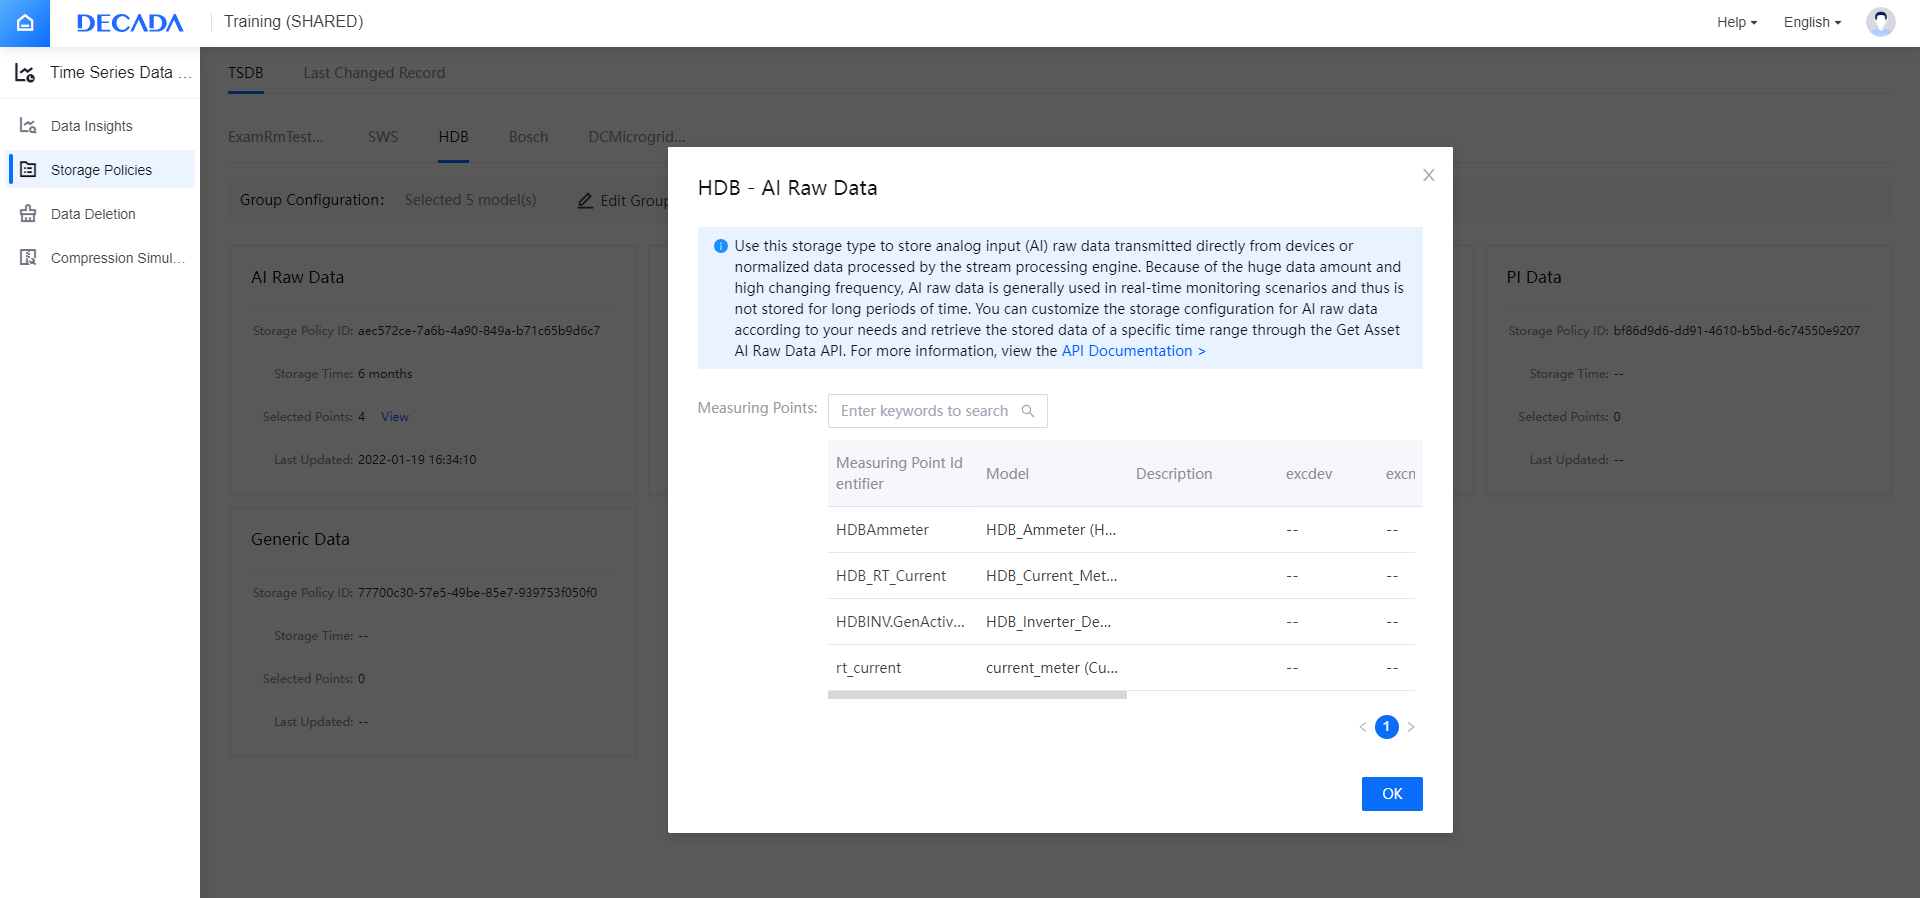 DECADA
Training (SHARED)
Help
English
Time Series Data ...
Data Insights
Storage Policies
Data Deletion
Compression Simul...
TSDB
Last Changed Record
ExamRmTest...
SWS
HDB
Bosch
DCMicrogrid...
Group Configuration:
Selected 5 model(s)
Edit Group
AI Raw Data
Storage Policy ID: aec572ce-7a6b-4a90-849a-b71c65b9d6c7
Storage Time: 6 months
Selected Points: 4 View
Last Updated: 2022-01-19 16:34:10
PI Data
Storage Policy ID: bf86d9d6-dd91-4610-b5bd-6c74550e9207
Storage Time: --
Selected Points: 0
Last Updated: --
Generic Data
Storage Policy ID: 77700c30-57e5-49be-85e7-939753f050f0
Storage Time: --
Selected Points: 0
Last Updated: --
HDB - AI Raw Data
X
Use this storage type to store analog input (AI) raw data transmitted directly from devices or
normalized data processed by the stream processing engine. Because of the huge data amount and
high changing frequency, AI raw data is generally used in real-time monitoring scenarios and thus is
not stored for long periods of time. You can customize the storage configuration for AI raw data
according to your needs and retrieve the stored data of a specific time range through the Get Asset
AI Raw Data API. For more information, view the API Documentation >
Measuring Points:
Enter keywords to search
Measuring Point Id
entifier
Model
Description
excdev
excn
HDBAmmeter HDB_Ammeter (H... -- --
HDB_RT_Current HDB_Current_Met... -- --
HDBINV.GenActiv... HDB_Inverter_De... -- --
rt_current current_meter (Cu... -- --
< 1 >
OK